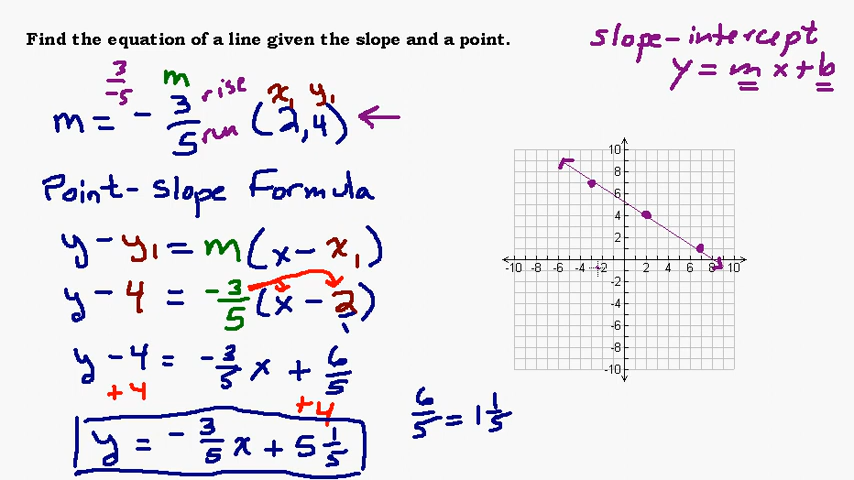 Find the equation of a line given the slope and a point.
slope-intercept
y = m x + b
3/-5 m
m = - 3/5 rise run (2, 4) x₁ y₁ ←
Point-Slope Formula
y - y₁ = m(x - x₁)
y - 4 = -3/5 (x - 2)
y - 4 = -3/5 x + 6/5
+4 +4
6/5 = 1 1/5
y = - 3/5 x + 5 1/5
10
8
6
4
2
-10 -8 -6 -4 -2 2 4 6 8 10
-2
-4
-6
-8
-10